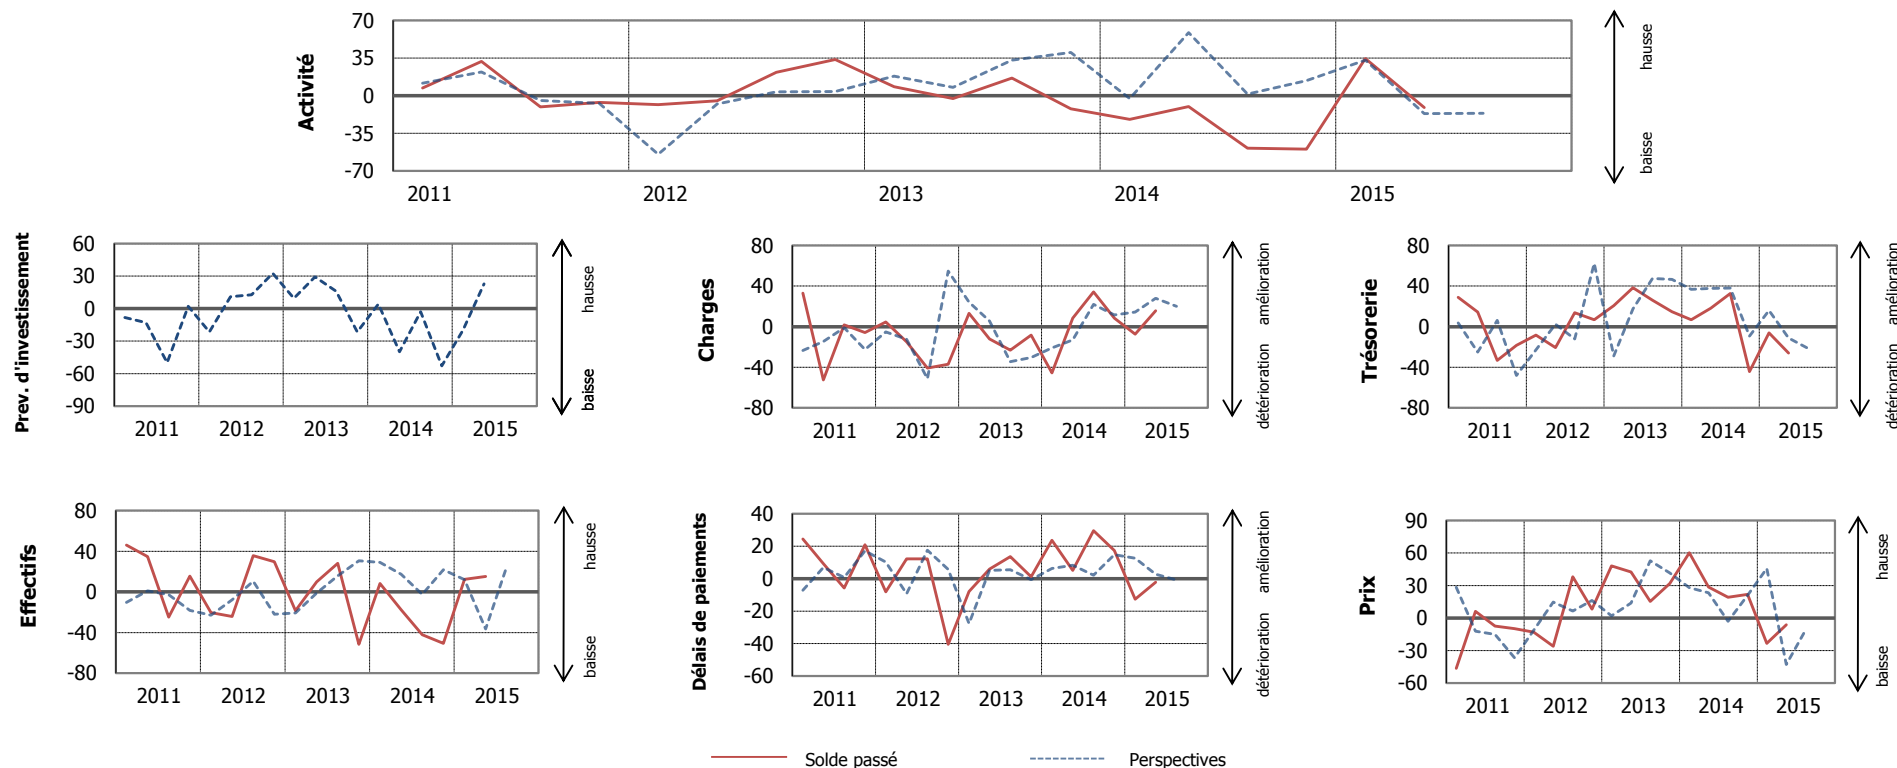 Activité
70
35
0
-35
-70
2011 2012 2013 2014 2015
hausse
baisse
Prev. d'investissement
60
30
0
-30
-60
-90
2011 2012 2013 2014 2015
hausse
baisse
Charges
80
40
0
-40
-80
2011 2012 2013 2014 2015
amélioration
détérioration
Trésorerie
80
40
0
-40
-80
2011 2012 2013 2014 2015
amélioration
détérioration
Effectifs
80
40
0
-40
-80
2011 2012 2013 2014 2015
hausse
baisse
Délais de paiements
40
20
0
-20
-40
-60
2011 2012 2013 2014 2015
amélioration
détérioration
Prix
90
60
30
0
-30
-60
2011 2012 2013 2014 2015
hausse
baisse
Solde passé Perspectives